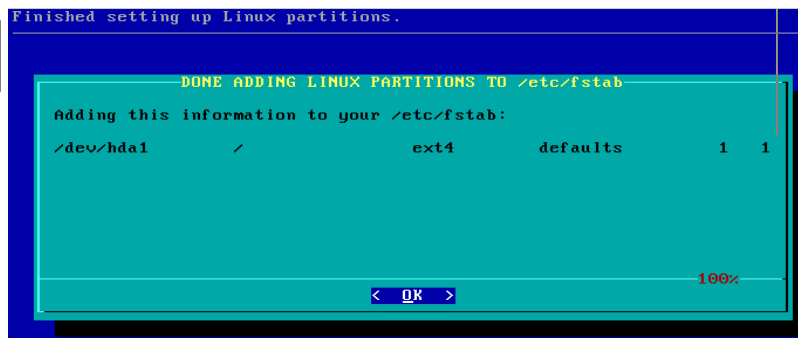 Finished setting up Linux partitions.
DONE ADDING LINUX PARTITIONS TO /etc/fstab
Adding this information to your /etc/fstab:
/dev/hda1 / ext4 defaults 1 1
100%
< OK >